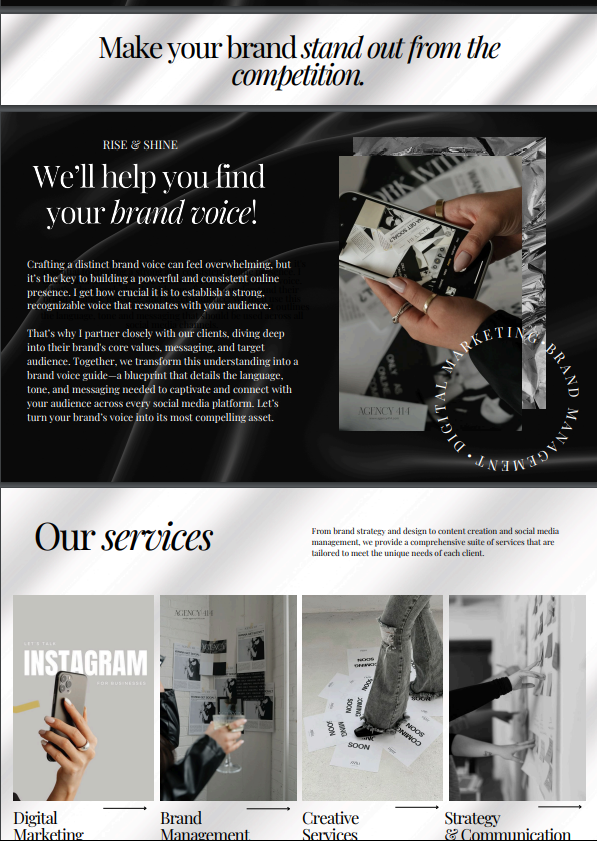 Make your brand stand out from the
competition.
RISE & SHINE
We’ll help you find
your brand voice!
Crafting a distinct brand voice can feel overwhelming, but
it’s the key to building a powerful and consistent online
presence. I get how crucial it is to establish a strong,
recognizable voice that resonates with your audience.
That’s why I partner closely with our clients, diving deep
into their brand's core values, messaging, and target
audience. Together, we transform this understanding into a
brand voice guide—a blueprint that details the language,
tone, and messaging needed to captivate and connect with
your audience across every social media platform. Let’s
turn your brand’s voice into its most compelling asset.
AGENCY 414
DIGITAL MARKETING • BRAND MANAGEMENT •
Our services
From brand strategy and design to content creation and social media
management, we provide a comprehensive suite of services that are
tailored to meet the unique needs of each client.
LET'S TALK
INSTAGRAM
FOR BUSINESSES
AGENCY 414
COMING
SOON
Digital
Marketing
Brand
Management
Creative
Services
Strategy
& Communication